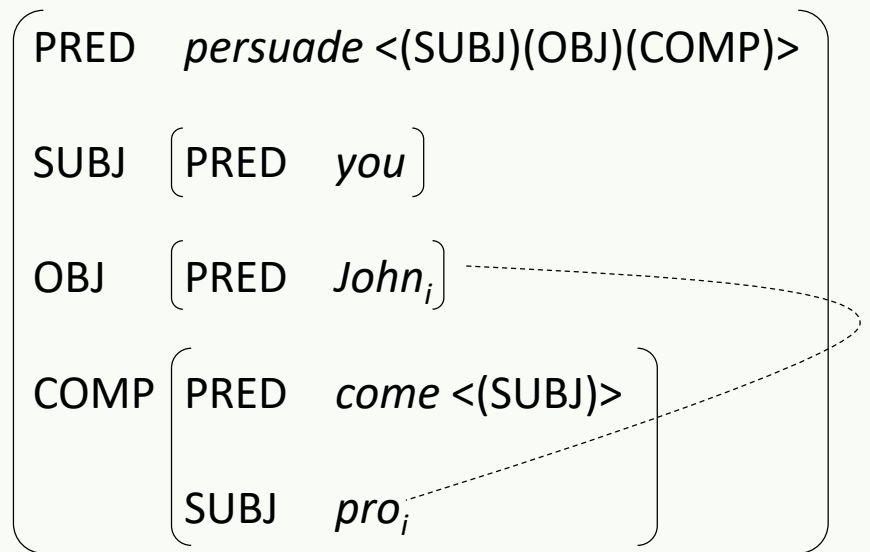 PRED persuade <(SUBJ)(OBJ)(COMP)>
SUBJ PRED you
OBJ PRED Johnᵢ
COMP PRED come <(SUBJ)>
SUBJ proᵢ